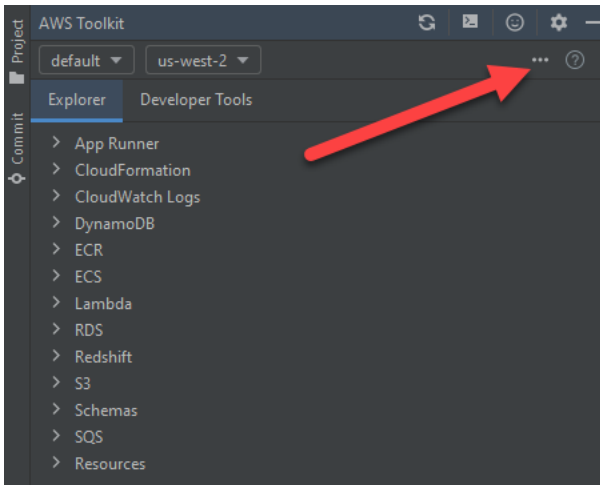 AWS Toolkit
Project
default us-west-2
Explorer Developer Tools
Commit
App Runner
CloudFormation
CloudWatch Logs
DynamoDB
ECR
ECS
Lambda
RDS
Redshift
S3
Schemas
SQS
Resources